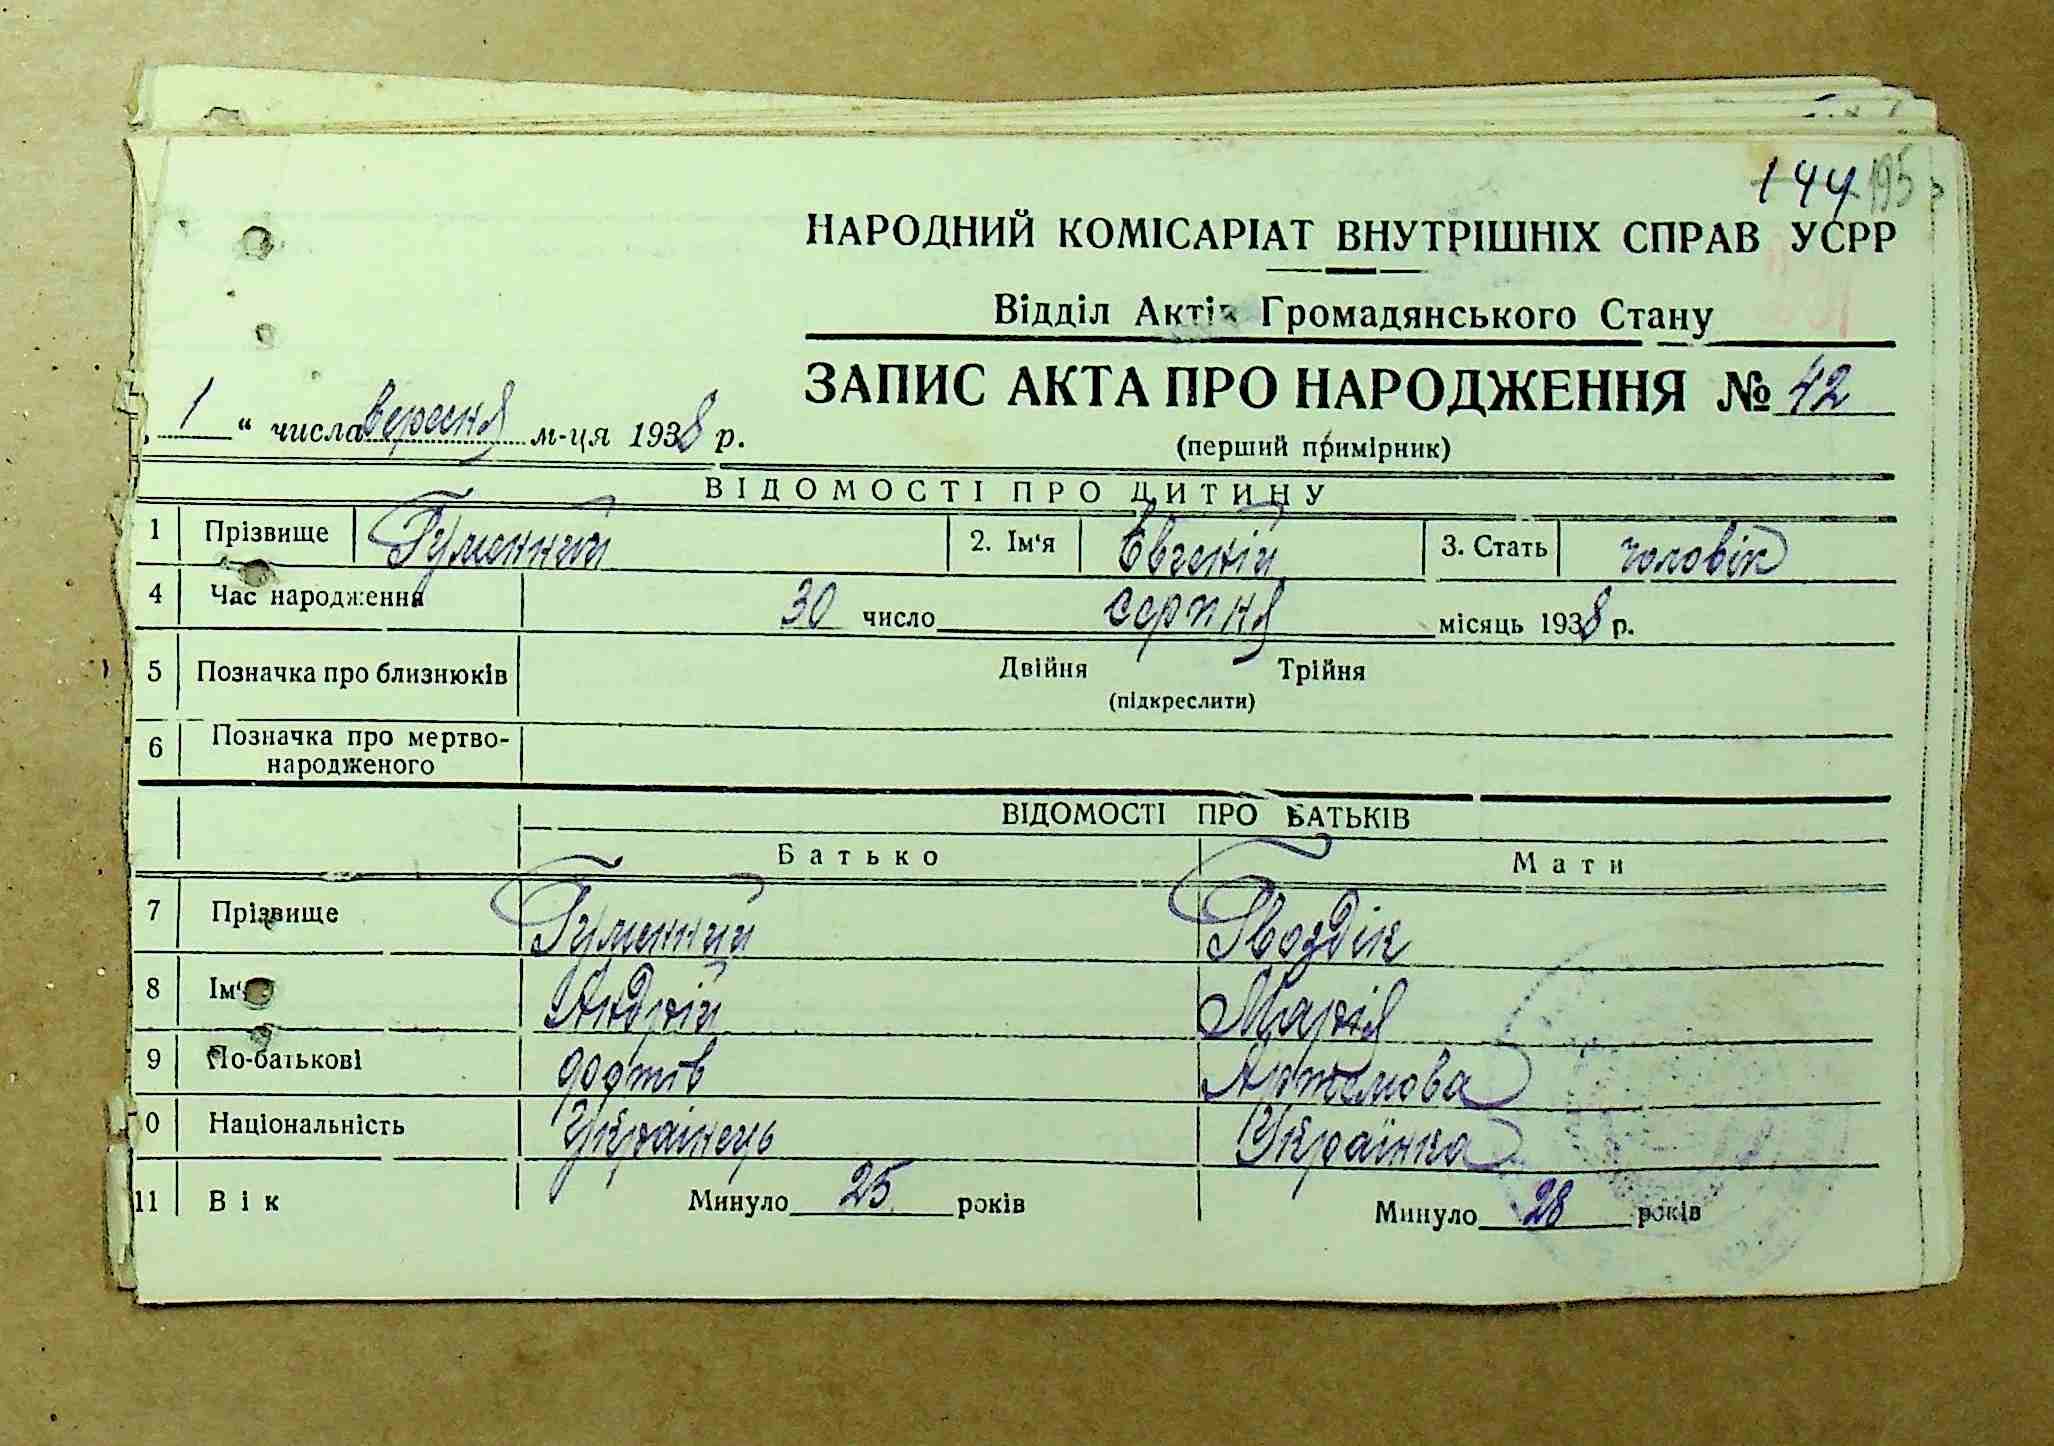 144 195
НАРОДНИЙ КОМІСАРІАТ ВНУТРІШНІХ СПРАВ УСРР
Відділ Актів Громадянського Стану
ЗАПИС АКТА ПРО НАРОДЖЕННЯ № 42
„ 1 “ числа вересня м-ця 1938 р.
(перший примірник)
ВІДОМОСТІ ПРО ДИТИНУ
1 Прізвище Гуменний 2. Ім'я Євгеній 3. Стать чоловік
4 Час народження 30 число серпня місяць 1938 р.
5 Позначка про близнюків Двійня Трійня
(підкреслити)
6 Позначка про мертво-
народженого
ВІДОМОСТІ ПРО БАТЬКІВ
Батько Мати
7 Прізвище Гуменний Гвоздік
8 Ім'я Андрій Марія
9 По-батькові Артемова
0 Національність Українець Українка
11 Вік Минуло 25 років Минуло 28 років